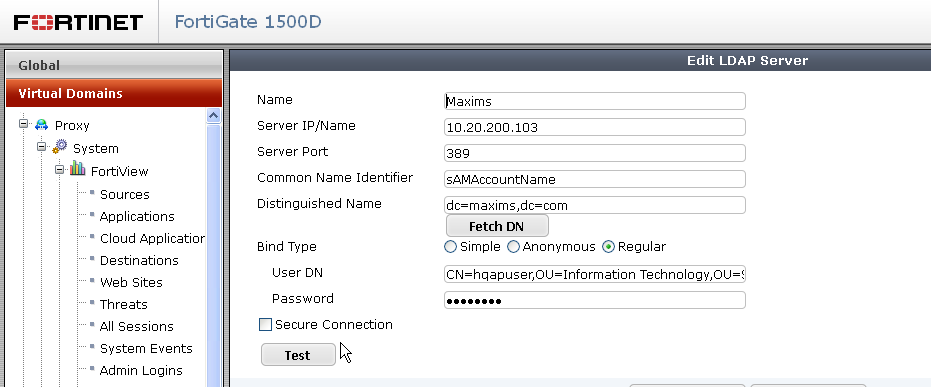 FORTINET
FortiGate 1500D
Global
Virtual Domains
Proxy
System
FortiView
Sources
Applications
Cloud Application
Destinations
Web Sites
Threats
All Sessions
System Events
Admin Logins
Edit LDAP Server
Name Maxims
Server IP/Name 10.20.200.103
Server Port 389
Common Name Identifier sAMAccountName
Distinguished Name dc=maxims,dc=com
Fetch DN
Bind Type Simple Anonymous Regular
User DN CN=hqapuser,OU=Information Technology,OU=
Password ••••••••
Secure Connection
Test